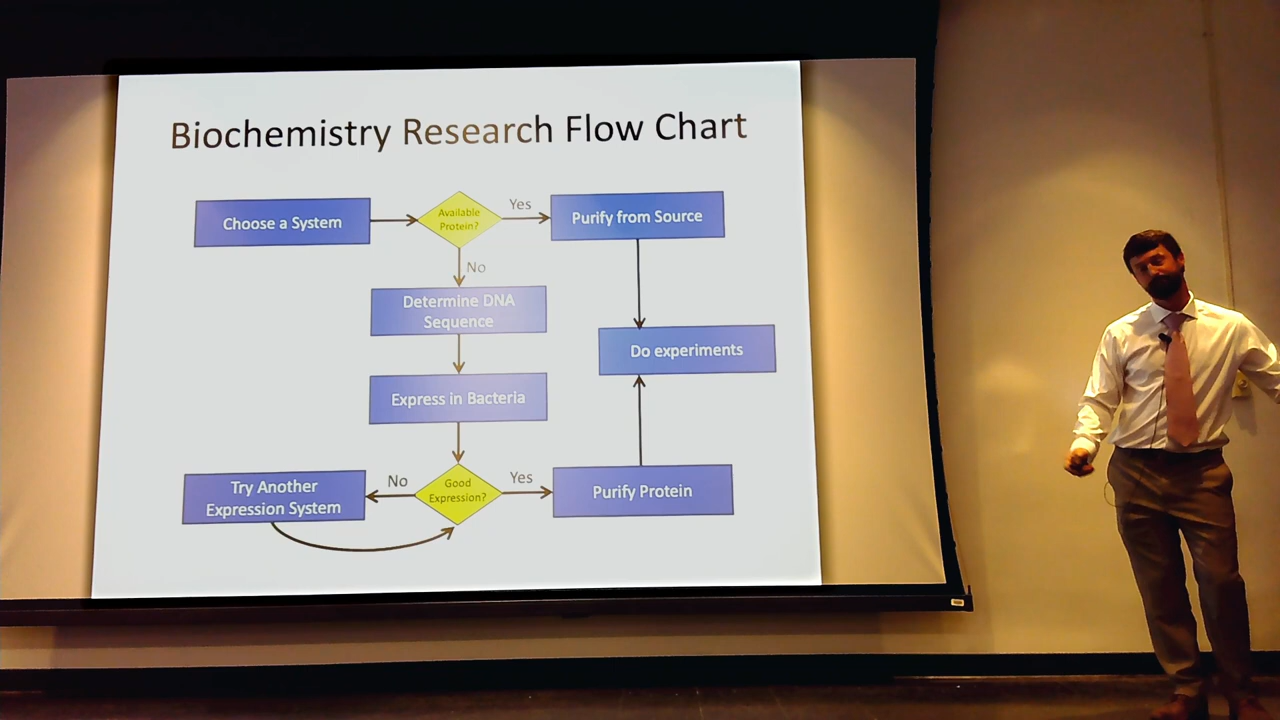 Biochemistry Research Flow Chart
Choose a System
Available
Protein?
Yes
Purify from Source
No
Determine DNA
Sequence
Do experiments
Express in Bacteria
Try Another
Expression System
No
Good
Expression?
Yes
Purify Protein